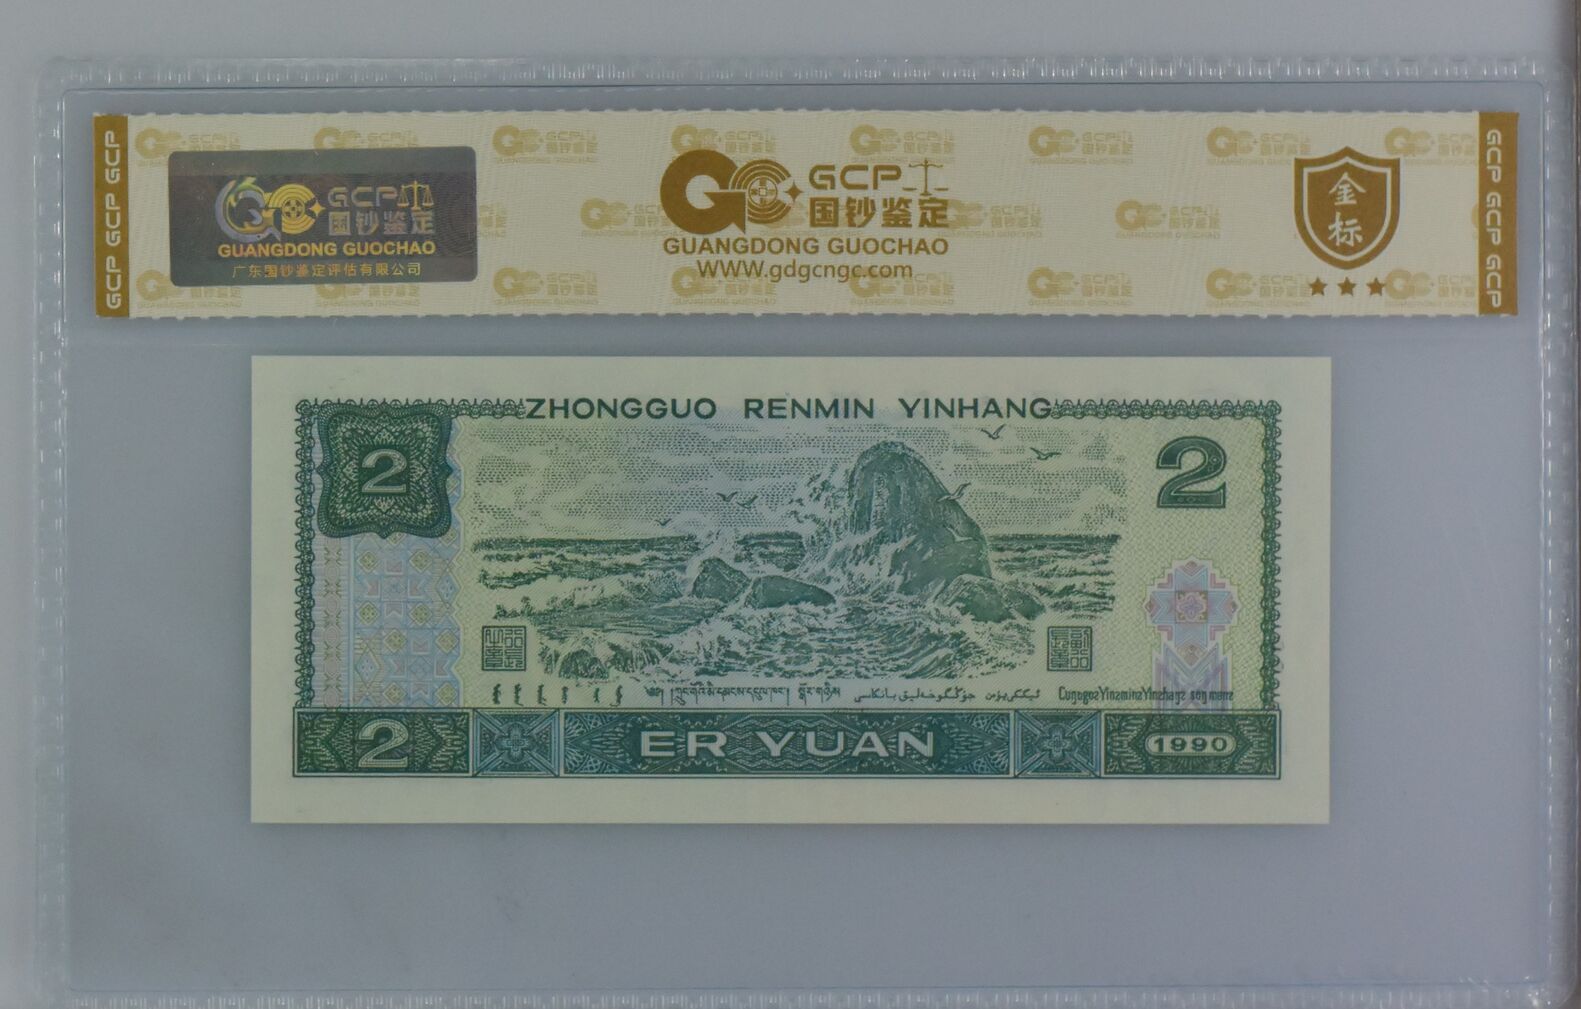 GCP GCP GCP
GCP
国钞鉴定
GUANGDONG GUOCHAO
广东国钞鉴定评估有限公司
GCP
国钞鉴定
GUANGDONG GUOCHAO
WWW.gdgcngc.com
金标
GCP GCP GCP
ZHONGGUO RENMIN YINHANG
2
2
2
ER YUAN
1990